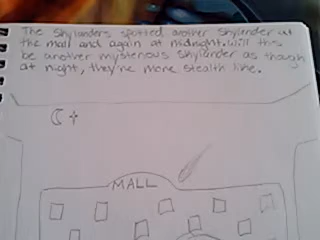 The Skylanders spotted another Skylander at
the mall and again at midnight. Will this
be another mysterious Skylander as though
at night, they're more stealth like.
MALL